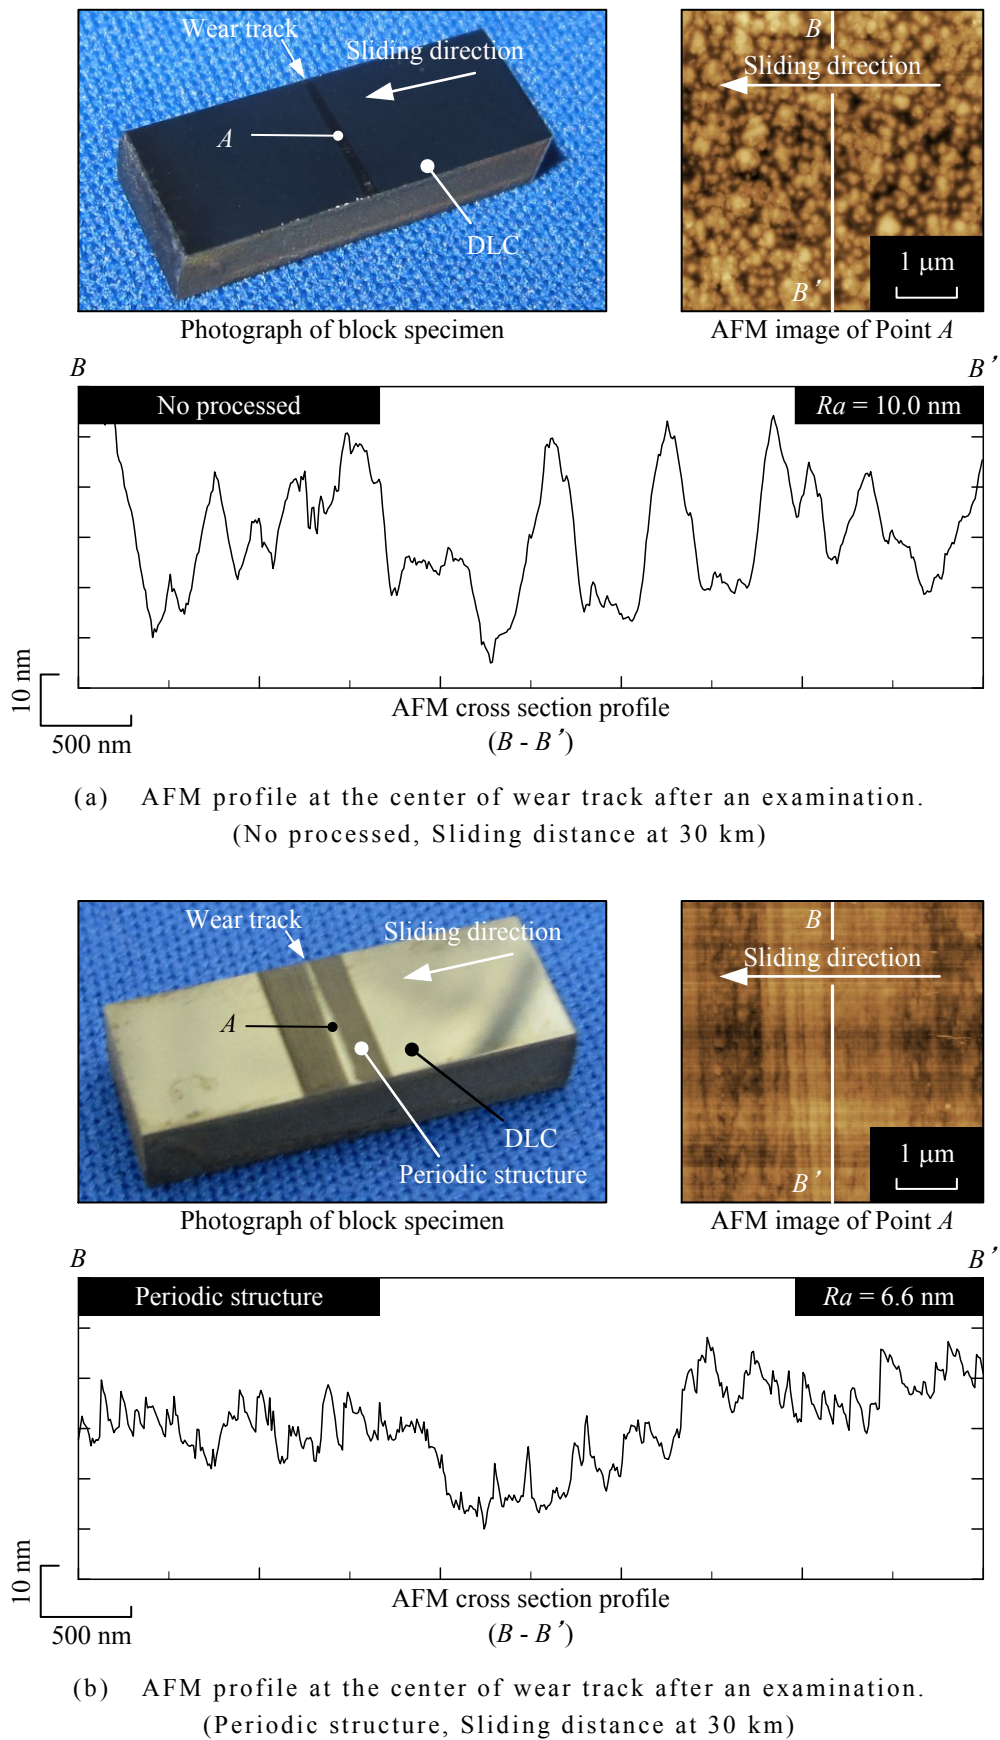 Wear track
Sliding direction
A
DLC
Photograph of block specimen
B
Sliding direction
B’
1 μm
AFM image of Point A
B
B’
No processed
Ra = 10.0 nm
10 nm
500 nm
AFM cross section profile
(B - B’)
(a) AFM profile at the center of wear track after an examination.
(No processed, Sliding distance at 30 km)
Wear track
Sliding direction
A
DLC
Periodic structure
Photograph of block specimen
B
Sliding direction
B’
1 μm
AFM image of Point A
B
B’
Periodic structure
Ra = 6.6 nm
10 nm
500 nm
AFM cross section profile
(B - B’)
(b) AFM profile at the center of wear track after an examination.
(Periodic structure, Sliding distance at 30 km)